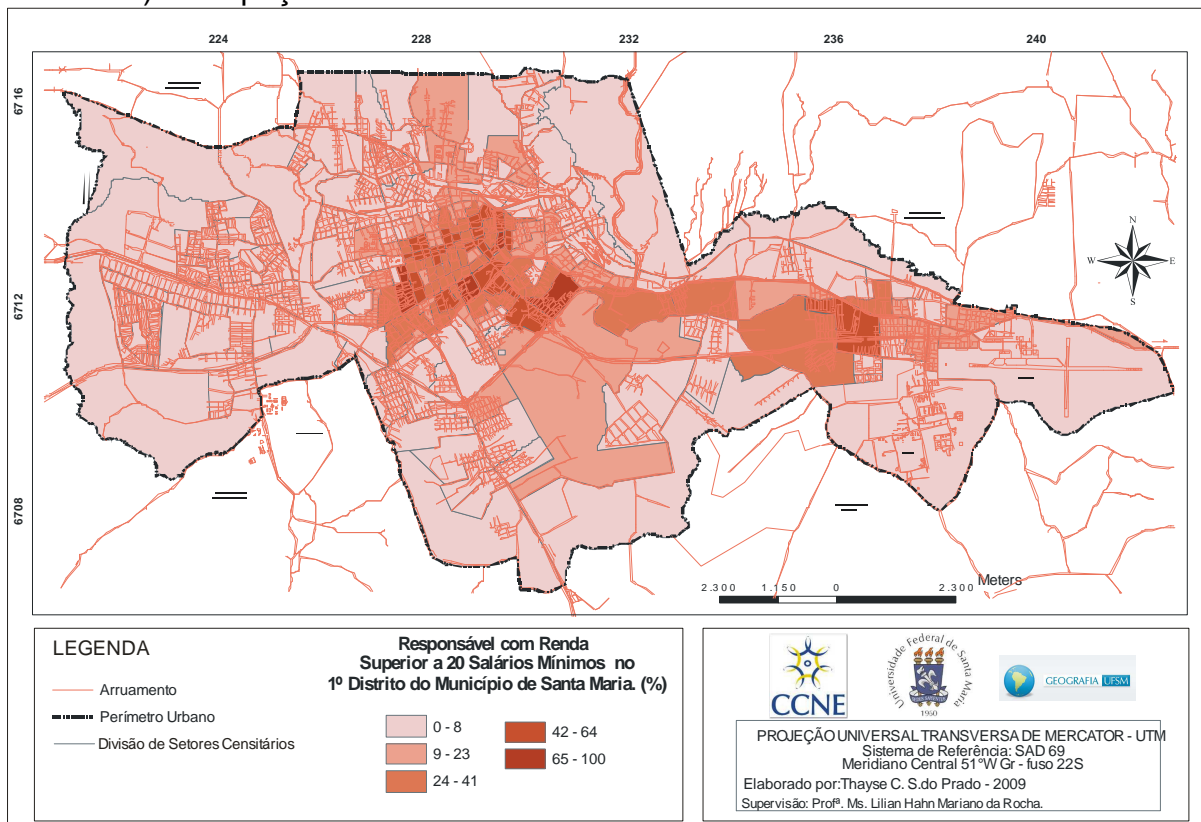 224 228 232 236 240
6716
6712
6708
N
W E
S
2.300 1.150 0 2.300 Meters
LEGENDA
Arruamento
Perímetro Urbano
Divisão de Setores Censitários
Responsável com Renda
Superior a 20 Salários Mínimos no
1º Distrito do Município de Santa Maria. (%)
0 - 8
9 - 23
24 - 41
42 - 64
65 - 100
CCNE
Universidade Federal de Santa Maria
1960
GEOGRAFIA UFSM
PROJEÇÃO UNIVERSAL TRANSVERSA DE MERCATOR - UTM
Sistema de Referência: SAD 69
Meridiano Central 51°W Gr - fuso 22S
Elaborado por:Thayse C. S.do Prado - 2009
Supervisão: Profª. Ms. Lilian Hahn Mariano da Rocha.